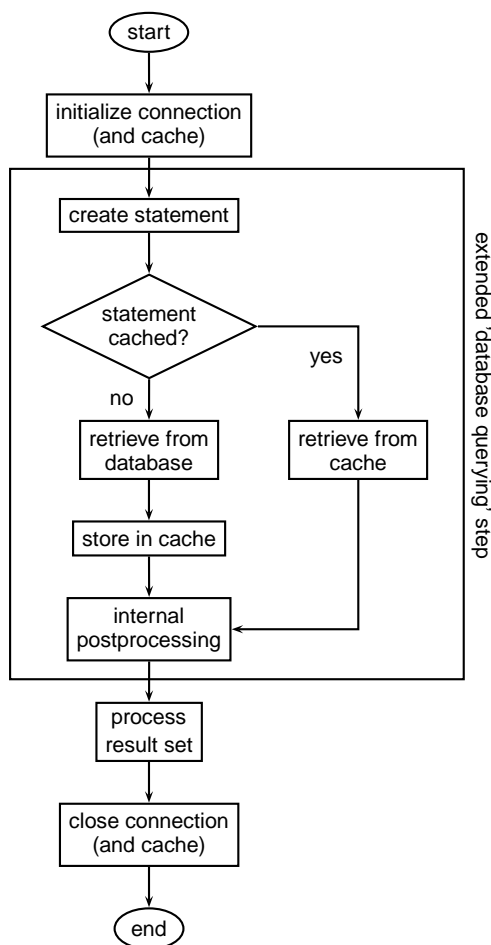 start
initialize connection
(and cache)
create statement
statement
cached?
yes
no
retrieve from
database
retrieve from
cache
store in cache
internal
postprocessing
extended 'database querying' step
process
result set
close connection
(and cache)
end